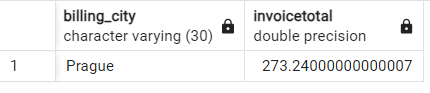 billing_city
character varying (30)
invoicetotal
double precision
1
Prague
273.24000000000007